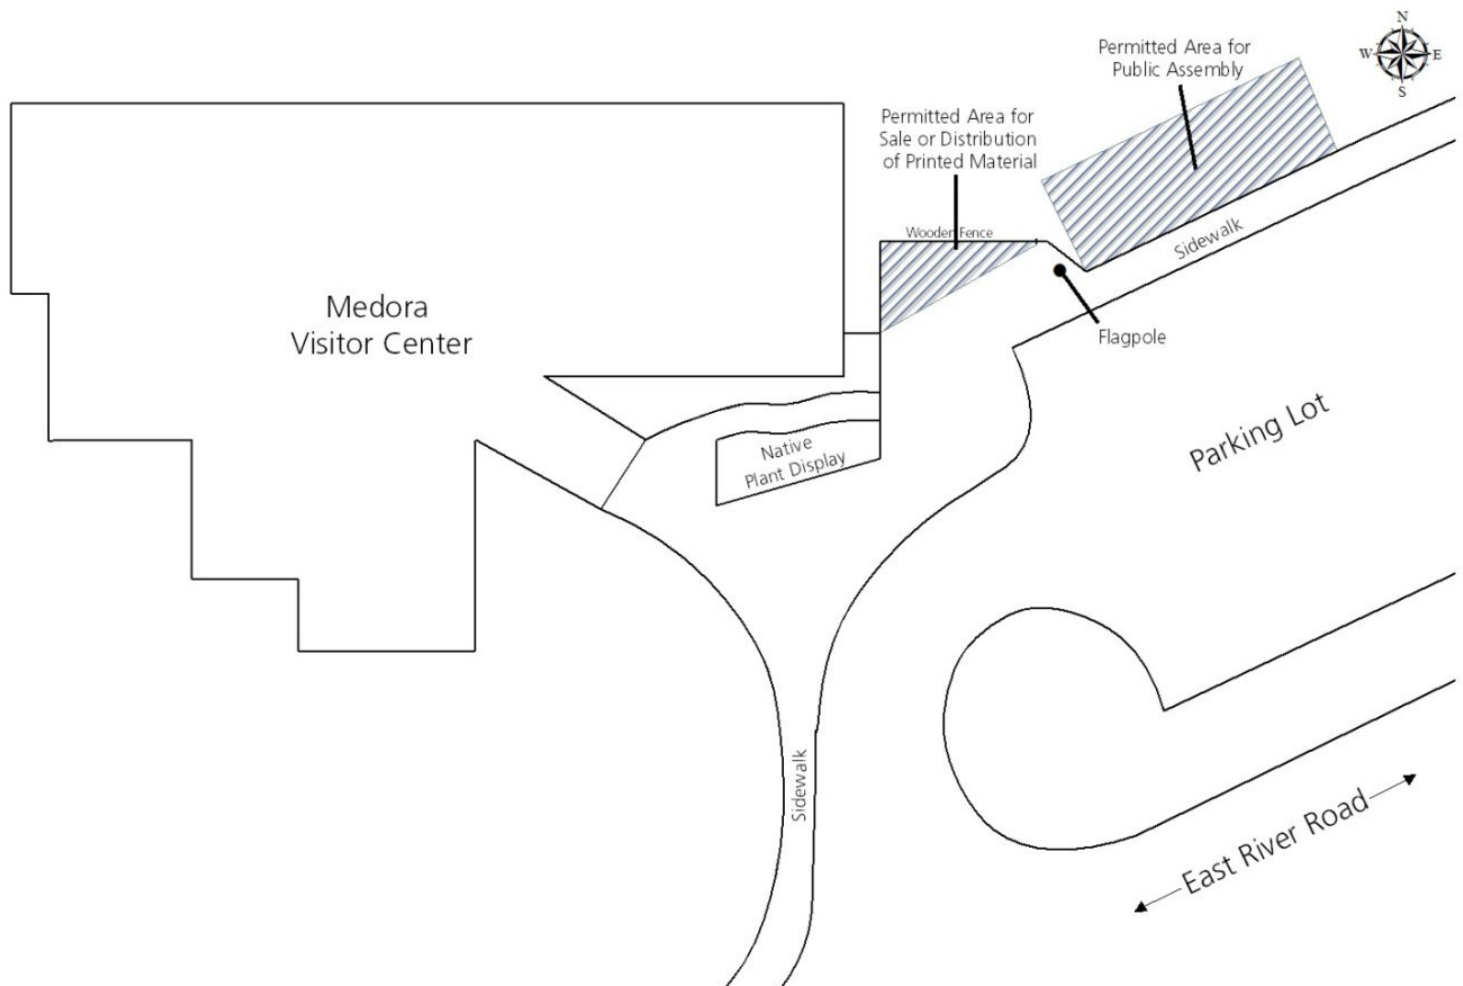 N
W E
S
Permitted Area for
Public Assembly
Permitted Area for
Sale or Distribution
of Printed Material
Wooden Fence
Sidewalk
Flagpole
Medora
Visitor Center
Parking Lot
Native
Plant Display
Sidewalk
East River Road